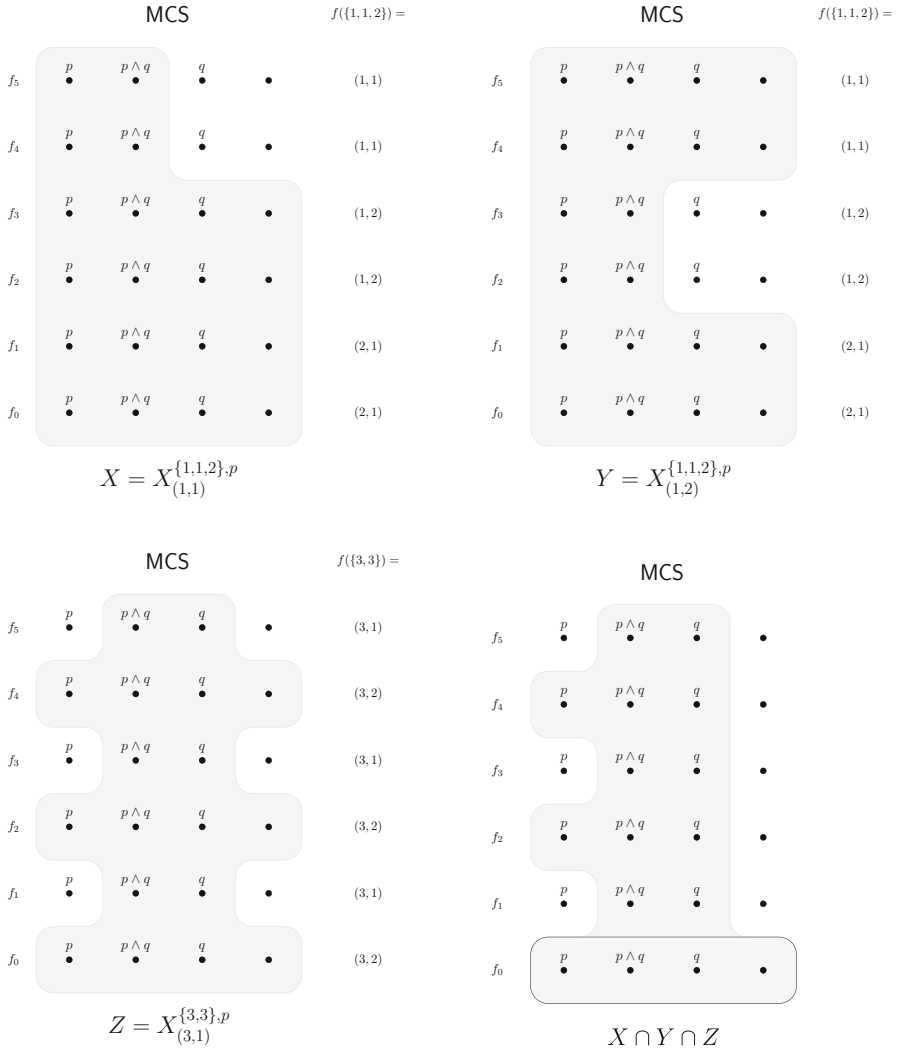 MCS f({1,1,2}) =
p p ∧ q q
f₅ (1,1)
p p ∧ q q
f₄ (1,1)
p p ∧ q q
f₃ (1,2)
p p ∧ q q
f₂ (1,2)
p p ∧ q q
f₁ (2,1)
p p ∧ q q
f₀ (2,1)
X = X^{{1,1,2},p}_{(1,1)}
MCS f({1,1,2}) =
p p ∧ q q
f₅ (1,1)
p p ∧ q q
f₄ (1,1)
p p ∧ q q
f₃ (1,2)
p p ∧ q q
f₂ (1,2)
p p ∧ q q
f₁ (2,1)
p p ∧ q q
f₀ (2,1)
Y = X^{{1,1,2},p}_{(1,2)}
MCS f({3,3}) =
p p ∧ q q
f₅ (3,1)
p p ∧ q q
f₄ (3,2)
p p ∧ q q
f₃ (3,1)
p p ∧ q q
f₂ (3,2)
p p ∧ q q
f₁ (3,1)
p p ∧ q q
f₀ (3,2)
Z = X^{{3,3},p}_{(3,1)}
MCS
p p ∧ q q
f₅
p p ∧ q q
f₄
p p ∧ q q
f₃
p p ∧ q q
f₂
p p ∧ q q
f₁
p p ∧ q q
f₀
X ∩ Y ∩ Z